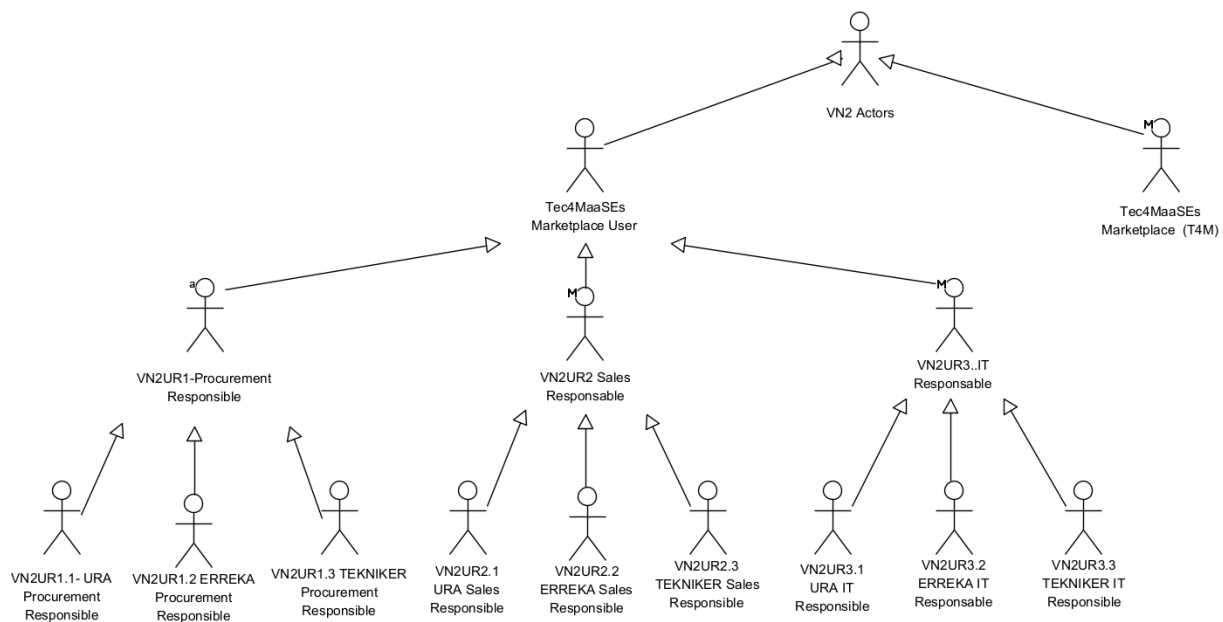 VN2 Actors
M
Tec4MaaSEs
Marketplace User
Tec4MaaSEs
Marketplace (T4M)
a
VN2UR1-Procurement
Responsible
M
VN2UR2 Sales
Responsable
M
VN2UR3..IT
Responsable
VN2UR1.1- URA
Procurement
Responsible
VN2UR1.2 ERREKA
Procurement
Responsible
VN2UR1.3 TEKNIKER
Procurement
Responsible
VN2UR2.1
URA Sales
Responsible
VN2UR2.2
ERREKA Sales
Responsible
VN2UR2.3
TEKNIKER Sales
Responsible
VN2UR3.1
URA IT
Responsible
VN2UR3.2
ERREKA IT
Responsable
VN2UR3.3
TEKNIKER IT
Responsible